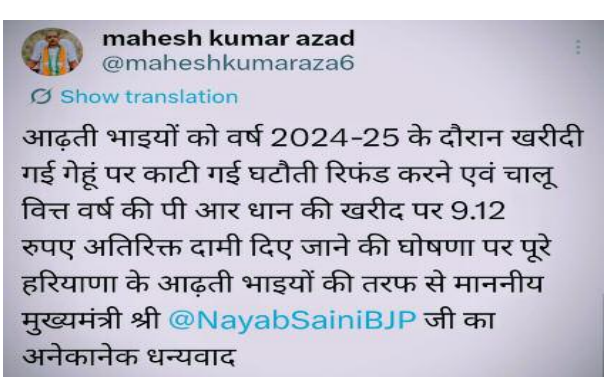 mahesh kumar azad
@maheshkumaraza6
Show translation
आढ़ती भाइयों को वर्ष 2024-25 के दौरान खरीदी
गई गेहूं पर काटी गई घटौती रिफंड करने एवं चालू
वित्त वर्ष की पी आर धान की खरीद पर 9.12
रुपए अतिरिक्त दामी दिए जाने की घोषणा पर पूरे
हरियाणा के आढ़ती भाइयों की तरफ से माननीय
मुख्यमंत्री श्री @NayabSainiBJP जी का
अनेकानेक धन्यवाद